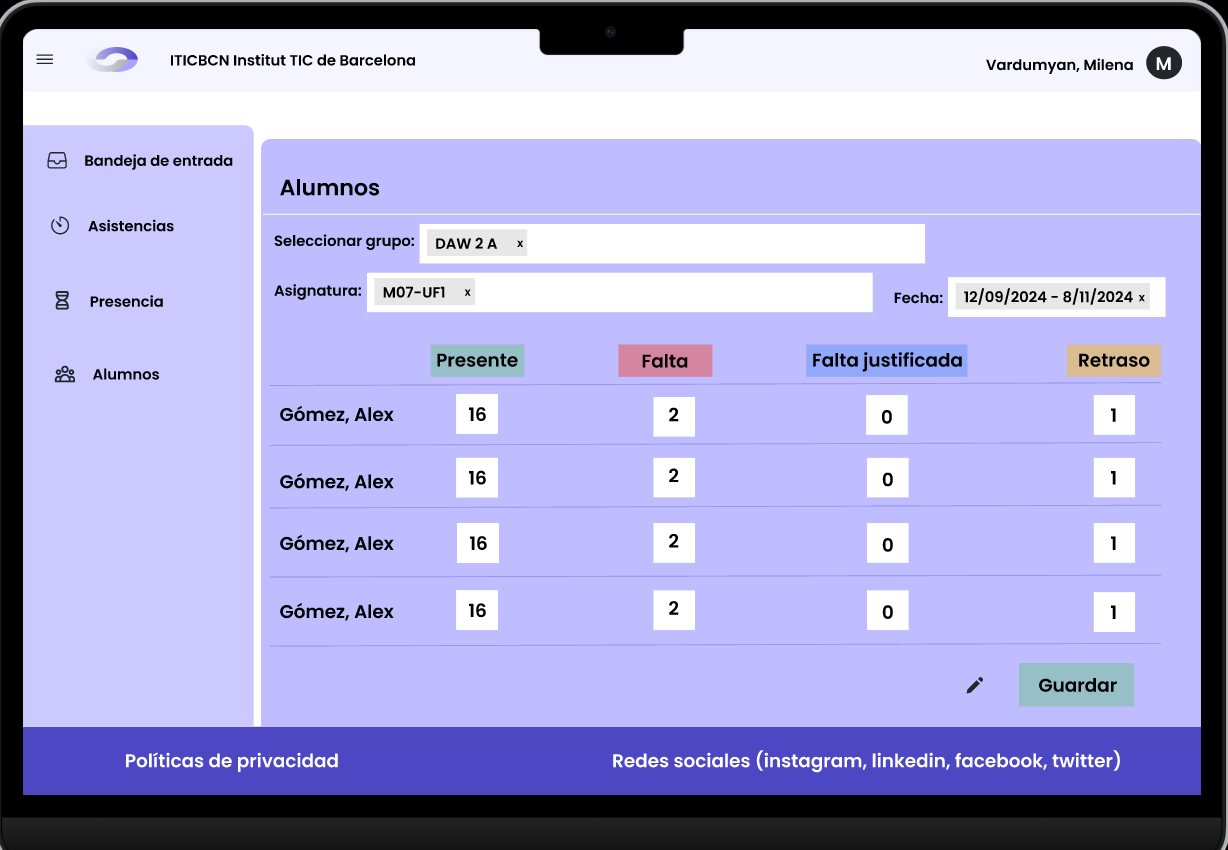 ITICBCN Institut TIC de Barcelona
Vardumyan, Milena M
Bandeja de entrada
Asistencias
Presencia
Alumnos
Alumnos
Seleccionar grupo: DAW 2 A x
Asignatura: M07-UF1 x
Fecha: 12/09/2024 - 8/11/2024 x
Presente Falta Falta justificada Retraso
Gómez, Alex 16 2 0 1
Gómez, Alex 16 2 0 1
Gómez, Alex 16 2 0 1
Gómez, Alex 16 2 0 1
Guardar
Políticas de privacidad
Redes sociales (instagram, linkedin, facebook, twitter)